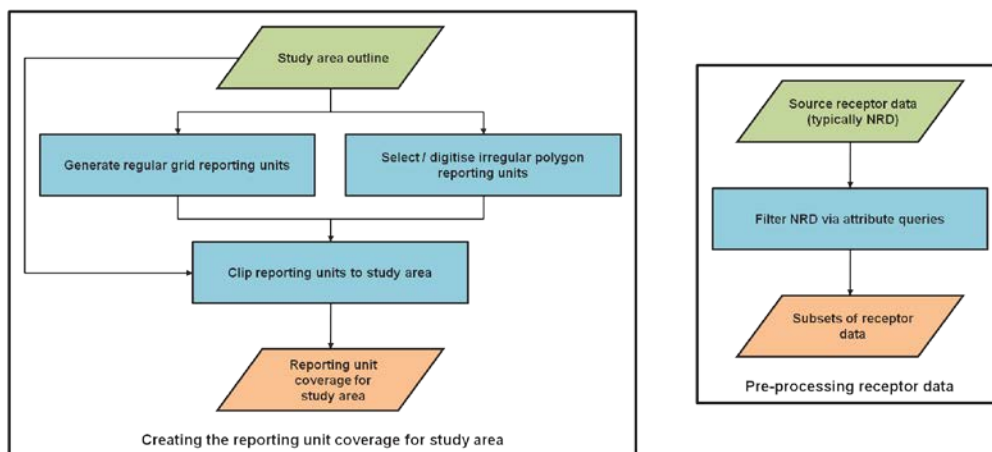 Study area outline
Generate regular grid reporting units
Select / digitise irregular polygon
reporting units
Clip reporting units to study area
Reporting unit
coverage for
study area
Creating the reporting unit coverage for study area
Source receptor data
(typically NRD)
Filter NRD via attribute queries
Subsets of receptor
data
Pre-processing receptor data